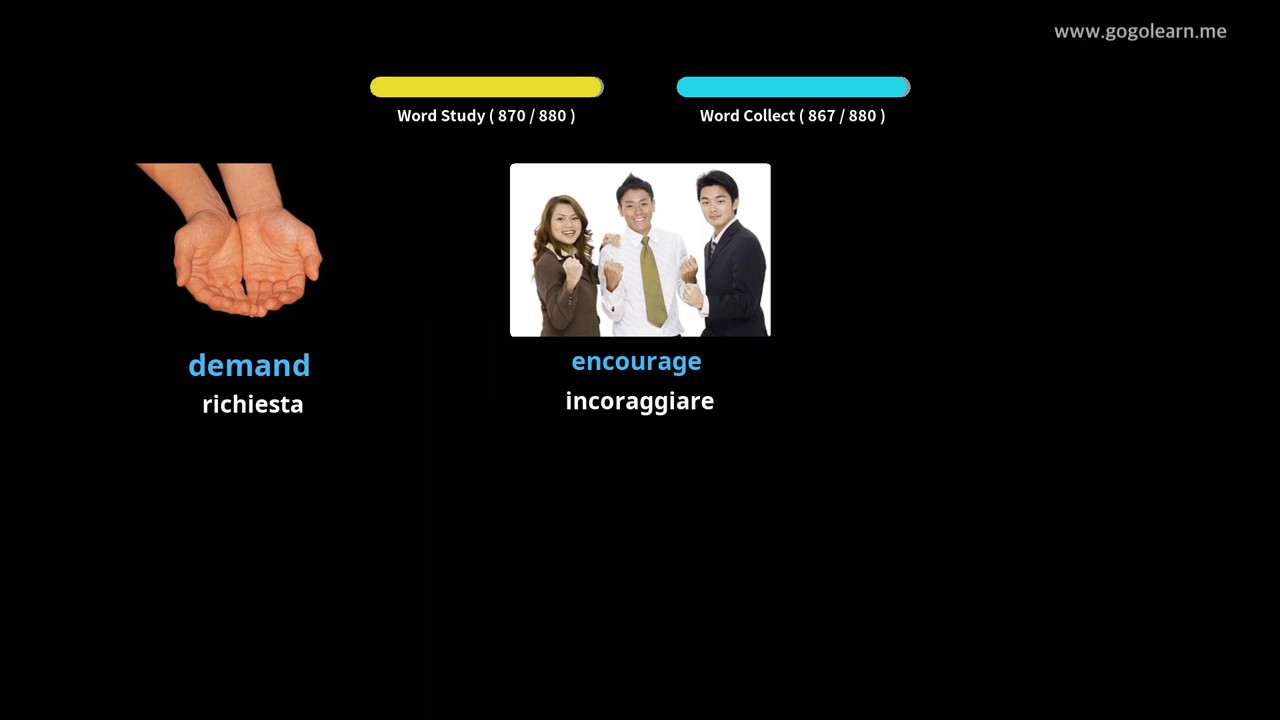 www.gogolearn.me
Word Study ( 870 / 880 )
Word Collect ( 867 / 880 )
demand
richiesta
encourage
incoraggiare